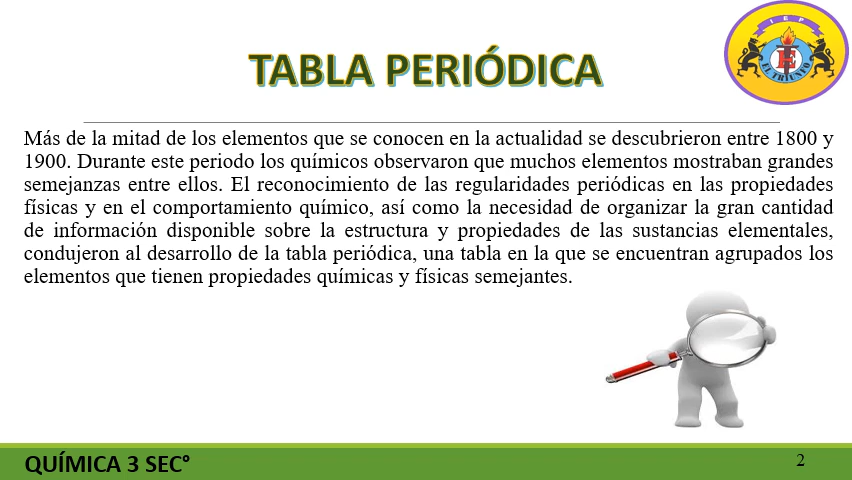 I E P
EL TRIUNFO
E
TABLA PERIÓDICA
Más de la mitad de los elementos que se conocen en la actualidad se descubrieron entre 1800 y
1900. Durante este periodo los químicos observaron que muchos elementos mostraban grandes
semejanzas entre ellos. El reconocimiento de las regularidades periódicas en las propiedades
físicas y en el comportamiento químico, así como la necesidad de organizar la gran cantidad
de información disponible sobre la estructura y propiedades de las sustancias elementales,
condujeron al desarrollo de la tabla periódica, una tabla en la que se encuentran agrupados los
elementos que tienen propiedades químicas y físicas semejantes.
QUÍMICA 3 SEC°
2